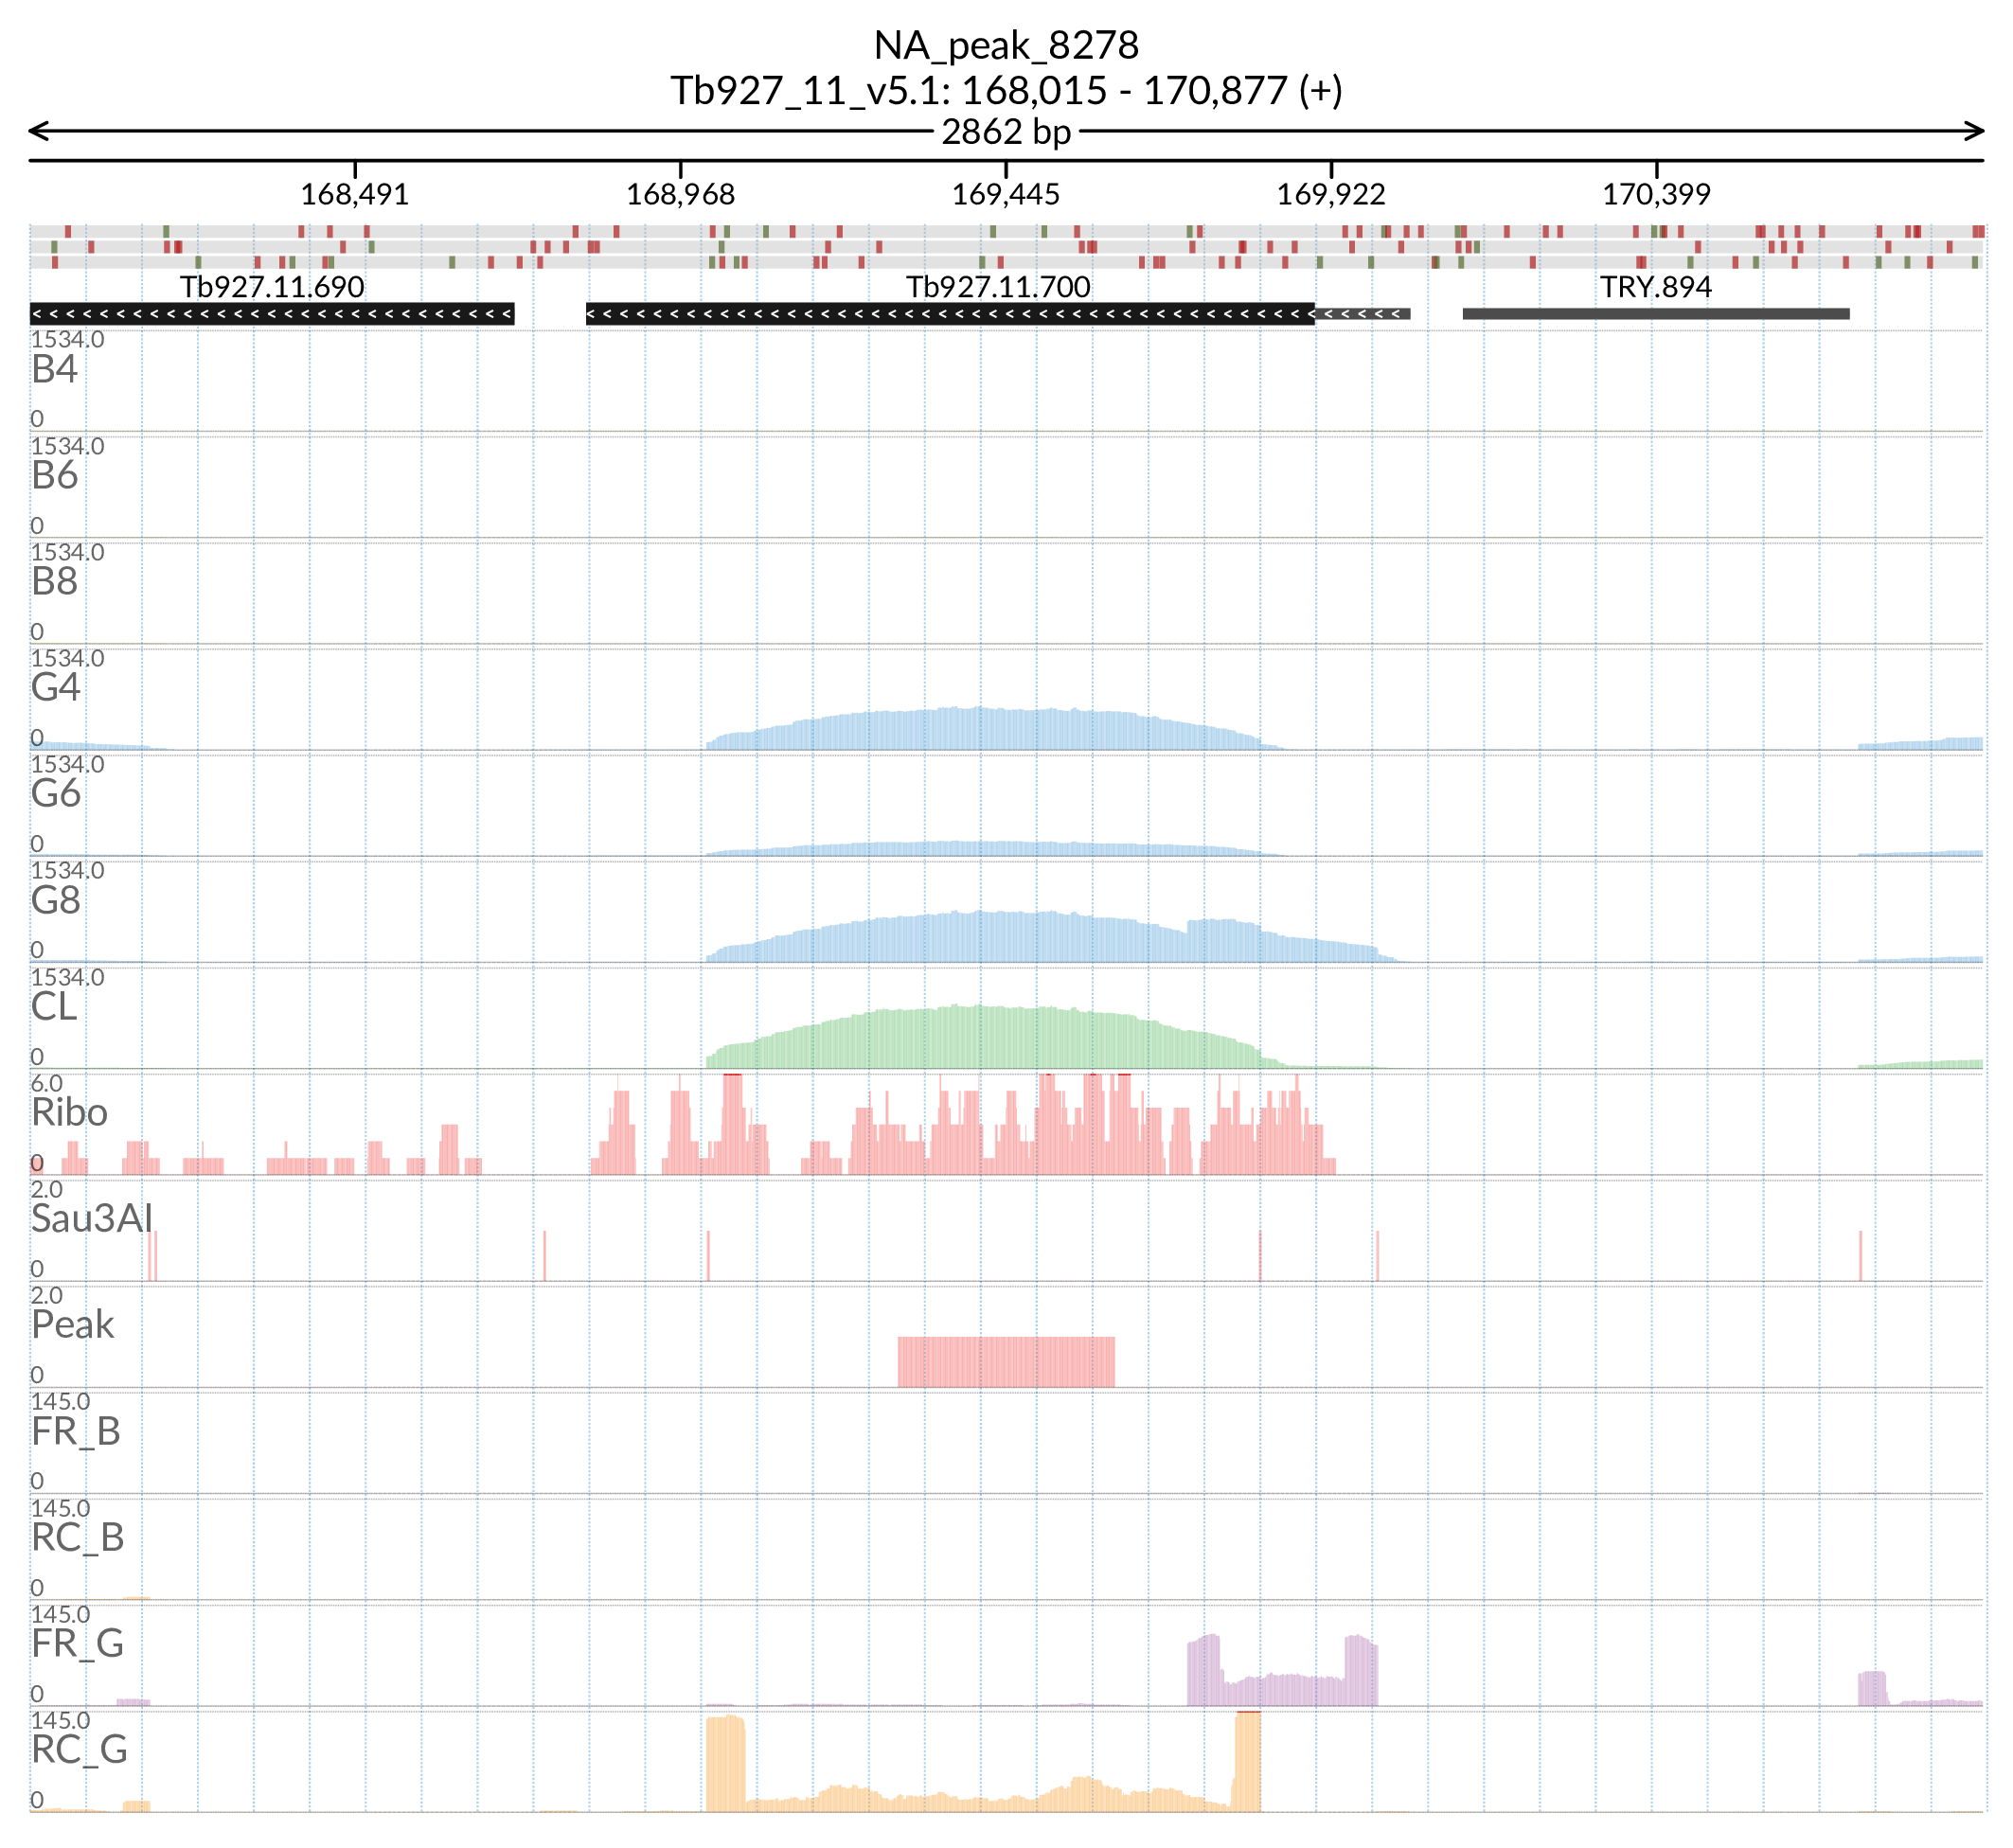 NA_peak_8278
Tb927_11_v5.1: 168,015 - 170,877 (+)
2862 bp
168,491 168,968 169,445 169,922 170,399
Tb927.11.690 Tb927.11.700 TRY.894
1534.0
B4
0
1534.0
B6
0
1534.0
B8
0
1534.0
G4
0
1534.0
G6
0
1534.0
G8
0
1534.0
CL
0
6.0
Ribo
0
2.0
Sau3AI
0
2.0
Peak
0
145.0
FR_B
0
145.0
RC_B
0
145.0
FR_G
0
145.0
RC_G
0